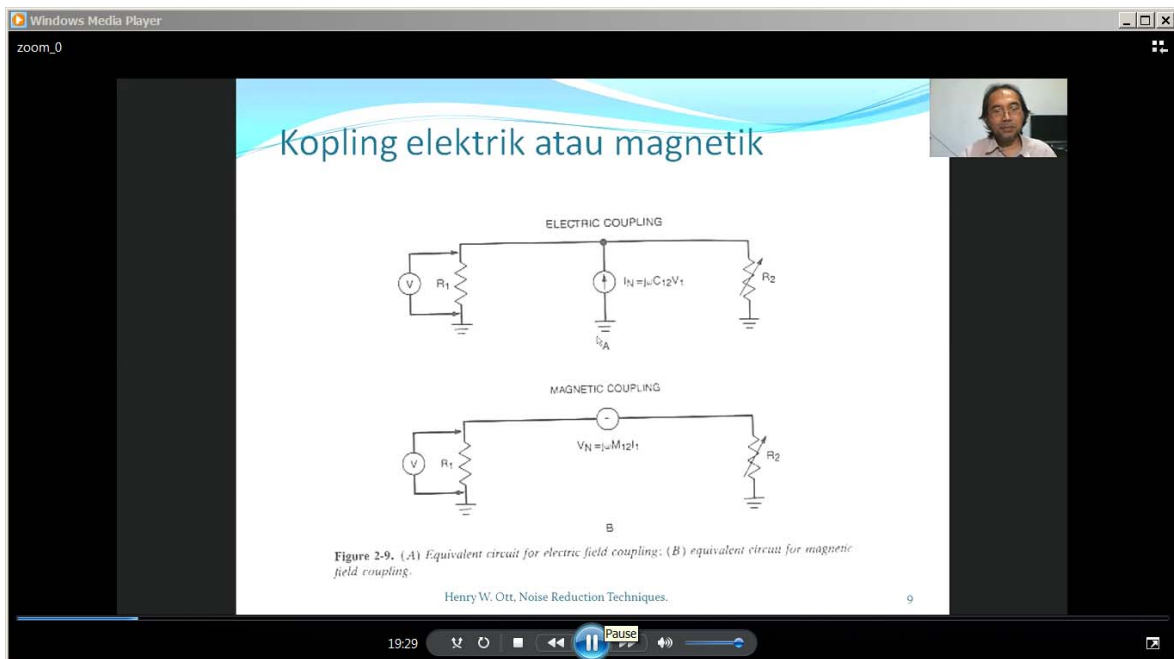 Windows Media Player
zoom_0
Kopling elektrik atau magnetik
ELECTRIC COUPLING
V
R1
IN =jωC12V1
R2
A
MAGNETIC COUPLING
VN =jωM12I1
V
R1
R2
B
Figure 2-9. (A) Equivalent circuit for electric field coupling; (B) equivalent circuit for magnetic
field coupling.
Henry W. Ott, Noise Reduction Techniques.
9
19:29
Pause